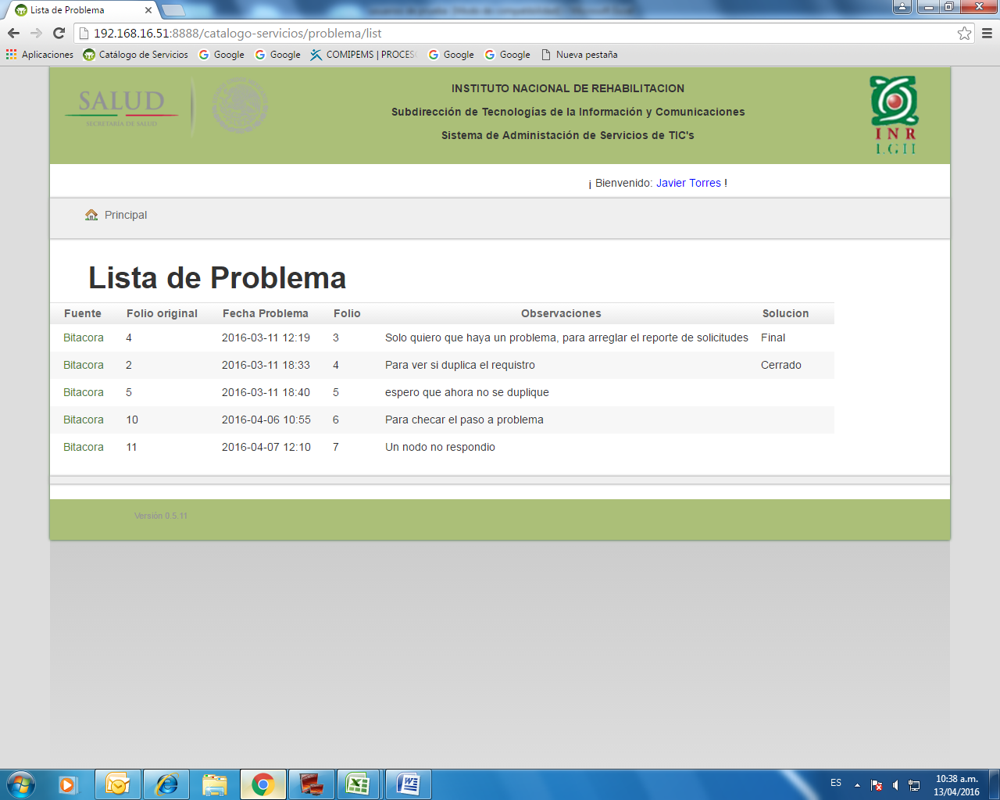 Lista de Problema
192.168.16.51:8888/catalogo-servicios/problema/list
Aplicaciones Catálogo de Servicios Google Google COMIPEMS | PROCES Google Google Nueva pestaña
SALUD
SECRETARÍA DE SALUD
INSTITUTO NACIONAL DE REHABILITACION
Subdirección de Tecnologías de la Información y Comunicaciones
Sistema de Administación de Servicios de TIC's
INR
LGII
¡ Bienvenido: Javier Torres !
Principal
Lista de Problema
Fuente Folio original Fecha Problema Folio Observaciones Solucion
Bitacora 4 2016-03-11 12:19 3 Solo quiero que haya un problema, para arreglar el reporte de solicitudes Final
Bitacora 2 2016-03-11 18:33 4 Para ver si duplica el requistro Cerrado
Bitacora 5 2016-03-11 18:40 5 espero que ahora no se duplique
Bitacora 10 2016-04-06 10:55 6 Para checar el paso a problema
Bitacora 11 2016-04-07 12:10 7 Un nodo no respondio
Versión 0.5.11
ES 10:38 a.m.
13/04/2016